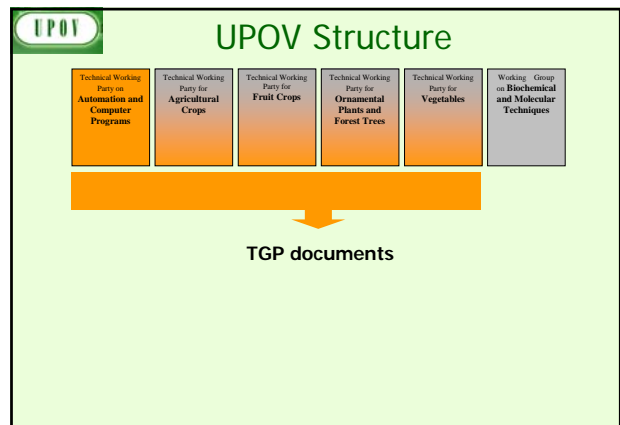 UPOV
UPOV Structure
Technical Working
Party on
Automation and
Computer
Programs
Technical Working
Party for
Agricultural
Crops
Technical Working
Party for
Fruit Crops
Technical Working
Party for
Ornamental
Plants and
Forest Trees
Technical Working
Party for
Vegetables
Working Group
on Biochemical
and Molecular
Techniques
TGP documents